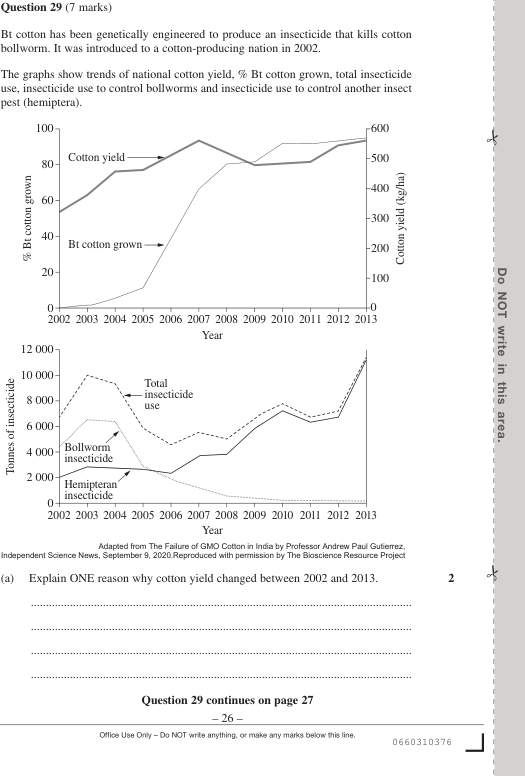 Question 29 (7 marks)
Bt cotton has been genetically engineered to produce an insecticide that kills cotton
bollworm. It was introduced to a cotton-producing nation in 2002.
The graphs show trends of national cotton yield, % Bt cotton grown, total insecticide
use, insecticide use to control bollworms and insecticide use to control another insect
pest (hemiptera).
100
80
60
40
20
0
% Bt cotton grown
Cotton yield
Bt cotton grown
600
500
400
300
200
100
0
Cotton yield (kg/ha)
2002 2003 2004 2005 2006 2007 2008 2009 2010 2011 2012 2013
Year
12 000
10 000
8 000
6 000
4 000
2 000
0
Tonnes of insecticide
Total
insecticide
use
Bollworm
insecticide
Hemipteran
insecticide
2002 2003 2004 2005 2006 2007 2008 2009 2010 2011 2012 2013
Year
Adapted from The Failure of GMO Cotton in India by Professor Andrew Paul Gutierrez,
Independent Science News, September 9, 2020.Reproduced with permission by The Bioscience Resource Project
(a) Explain ONE reason why cotton yield changed between 2002 and 2013. 2
Question 29 continues on page 27
– 26 –
Office Use Only – Do NOT write anything, or make any marks below this line.
0660310376
Do NOT write in this area.